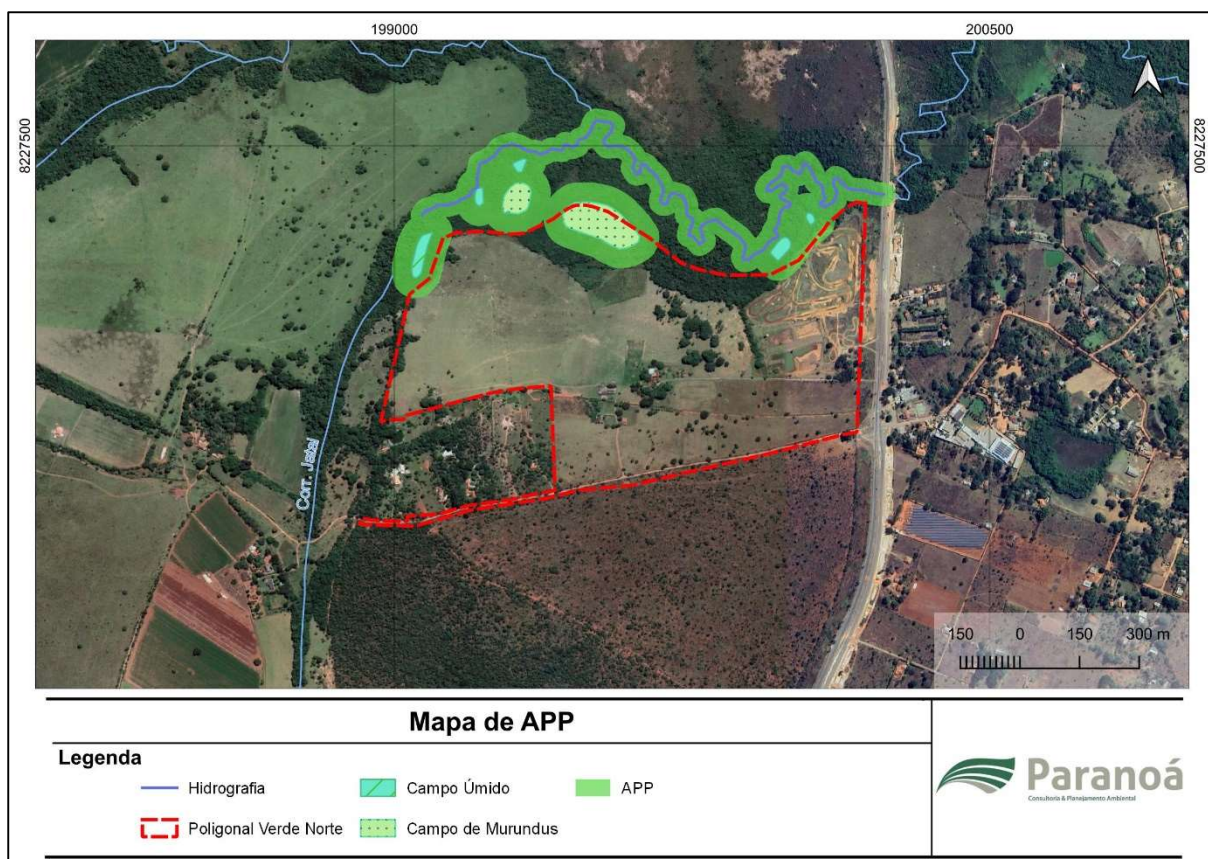 199000
200500
8227500
8227500
Corr. Jatai
150 0 150 300 m
Mapa de APP
Legenda
Hidrografia
Campo Úmido
APP
Poligonal Verde Norte
Campo de Murundus
Paranoá
Consultoria & Planejamento Ambiental